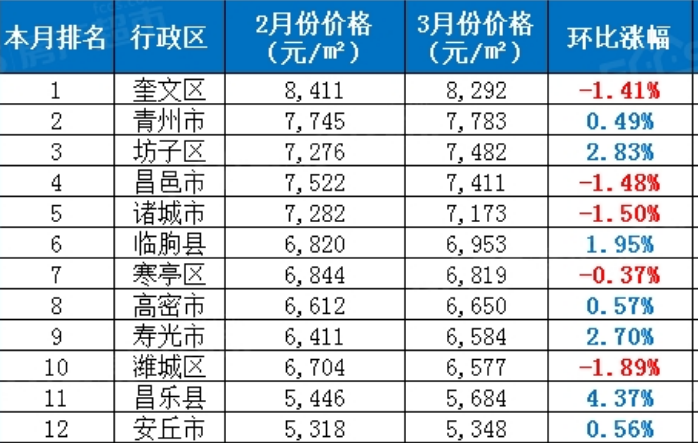 本月排名 行政区 2月份价格 3月份价格 环比涨幅
（元/㎡） （元/㎡）
1 奎文区 8,411 8,292 -1.41%
2 青州市 7,745 7,783 0.49%
3 坊子区 7,276 7,482 2.83%
4 昌邑市 7,522 7,411 -1.48%
5 诸城市 7,282 7,173 -1.50%
6 临朐县 6,820 6,953 1.95%
7 寒亭区 6,844 6,819 -0.37%
8 高密市 6,612 6,650 0.57%
9 寿光市 6,411 6,584 2.70%
10 潍城区 6,704 6,577 -1.89%
11 昌乐县 5,446 5,684 4.37%
12 安丘市 5,318 5,348 0.56%